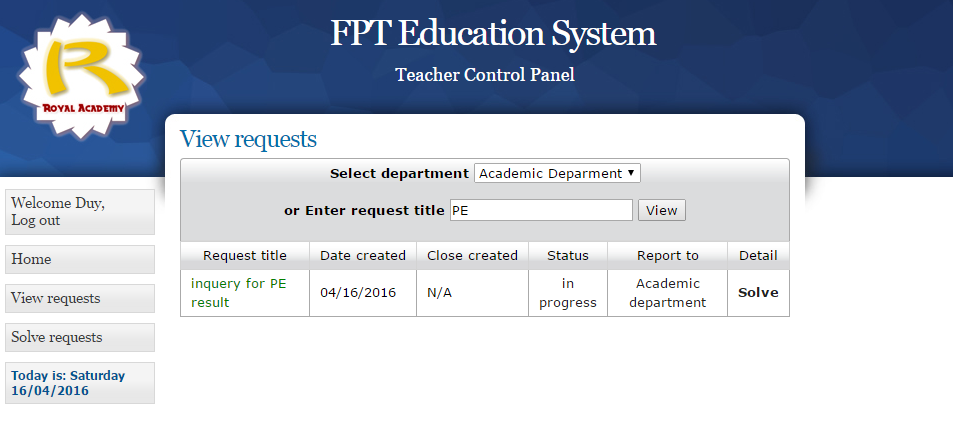 FPT Education System
Teacher Control Panel
R
ROYAL ACADEMY
Welcome Duy,
Log out
Home
View requests
Solve requests
Today is: Saturday
16/04/2016
View requests
Select department Academic Deparment
or Enter request title PE View
Request title Date created Close created Status Report to Detail
inquery for PE result 04/16/2016 N/A in progress Academic department Solve